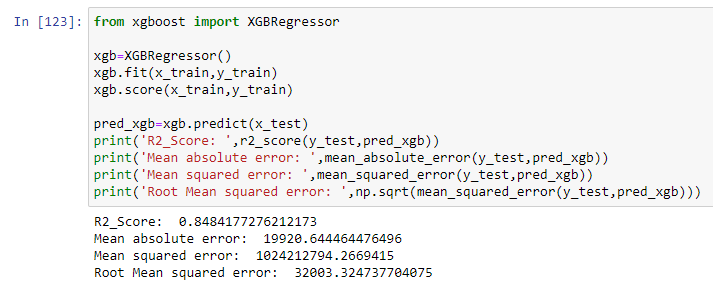 In [123]: from xgboost import XGBRegressor
xgb=XGBRegressor()
xgb.fit(x_train,y_train)
xgb.score(x_train,y_train)
pred_xgb=xgb.predict(x_test)
print('R2_Score: ',r2_score(y_test,pred_xgb))
print('Mean absolute error: ',mean_absolute_error(y_test,pred_xgb))
print('Mean squared error: ',mean_squared_error(y_test,pred_xgb))
print('Root Mean squared error: ',np.sqrt(mean_squared_error(y_test,pred_xgb)))
R2_Score:  0.8484177276212173
Mean absolute error:  19920.644464476496
Mean squared error:  1024212794.2669415
Root Mean squared error:  32003.324737704075